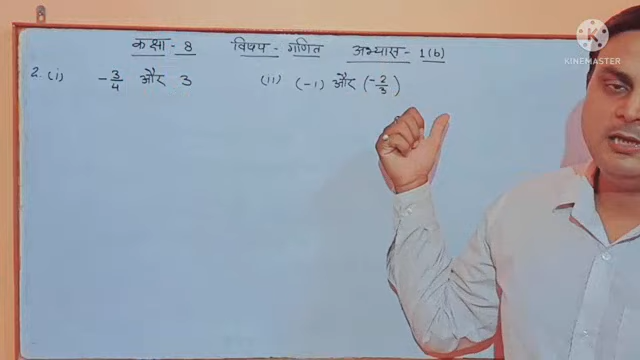 कक्षा - 8 विषय - गणित अभ्यास - 1(b)
2. (i) -3/4 और 3 (ii) (-1) और (-2/3)
KINEMASTER